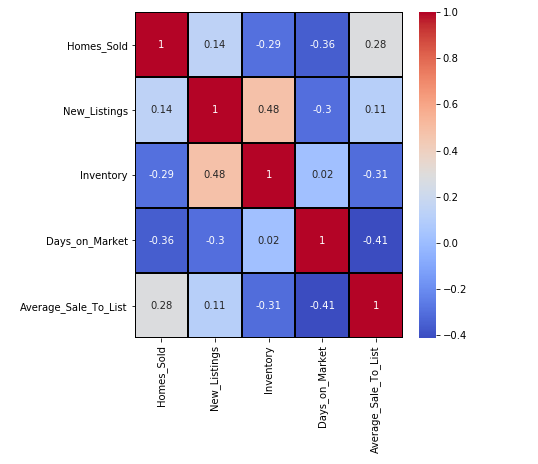 Homes_Sold 1 0.14 -0.29 -0.36 0.28
New_Listings 0.14 1 0.48 -0.3 0.11
Inventory -0.29 0.48 1 0.02 -0.31
Days_on_Market -0.36 -0.3 0.02 1 -0.41
Average_Sale_To_List 0.28 0.11 -0.31 -0.41 1
Homes_Sold
New_Listings
Inventory
Days_on_Market
Average_Sale_To_List
1.0
0.8
0.6
0.4
0.2
0.0
−0.2
−0.4